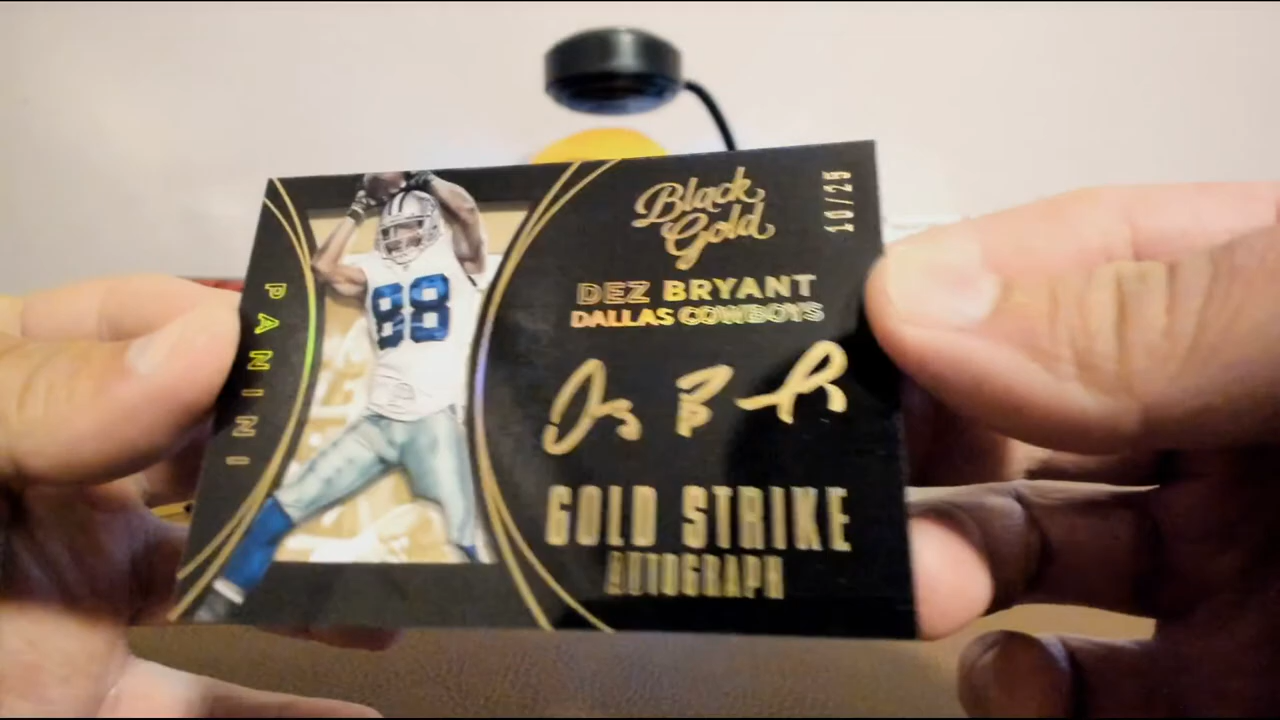 PANINI
88
Black
Gold
10/25
DEZ BRYANT
DALLAS COWBOYS
GOLD STRIKE
AUTOGRAPH